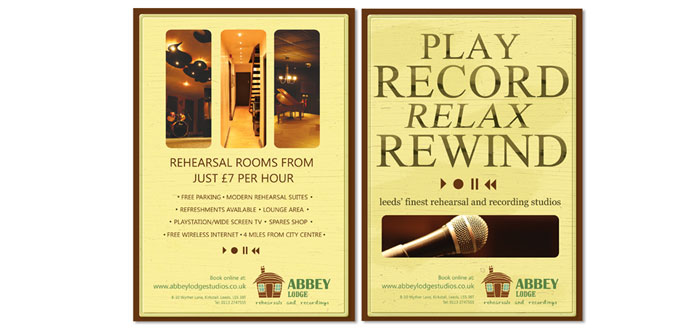 REHEARSAL ROOMS FROM
JUST £7 PER HOUR
• FREE PARKING • MODERN REHEARSAL SUITES •
• REFRESHMENTS AVAILABLE • LOUNGE AREA •
• PLAYSTATION/WIDE SCREEN TV • SPARES SHOP •
• FREE WIRELESS INTERNET • 4 MILES FROM CITY CENTRE •
Book online at:
www.abbeylodgestudios.co.uk
ABBEY
LODGE
rehearsals and recordings
PLAY
RECORD
RELAX
REWIND
leeds' finest rehearsal and recording studios
Book online at:
www.abbeylodgestudios.co.uk
ABBEY
LODGE
rehearsals and recordings